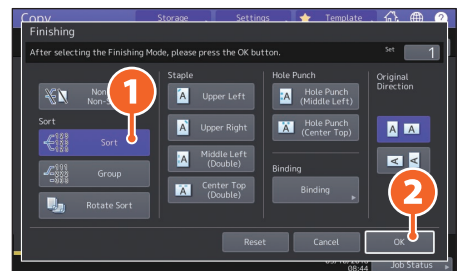 Copy
Storage
Settings
Template
?
Finishing
After selecting the Finishing Mode, please press the OK button.
Set 1
Non-
Sort
Sort
Group
Rotate Sort
1
Staple
Upper Left
Upper Right
Middle Left
(Double)
Center Top
(Double)
Hole Punch
Hole Punch
(Middle Left)
Hole Punch
(Center Top)
Binding
Binding
Original
Direction
A A
A A
2
Reset
Cancel
OK
08:44
Job Status